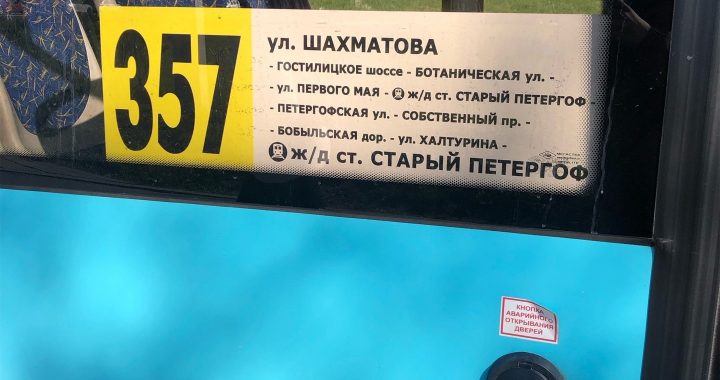 357
ул. ШАХМАТОВА
- ГОСТИЛИЦКОЕ шоссе - БОТАНИЧЕСКАЯ ул. -
- ул. ПЕРВОГО МАЯ - ж/д ст. СТАРЫЙ ПЕТЕРГОФ -
- ПЕТЕРГОФСКАЯ ул. - СОБСТВЕННЫЙ пр. -
- БОБЫЛЬСКАЯ дор. - ул. ХАЛТУРИНА -
ж/д ст. СТАРЫЙ ПЕТЕРГОФ
КНОПКА
АВАРИЙНОГО
ОТКРЫВАНИЯ
ДВЕРЕЙ